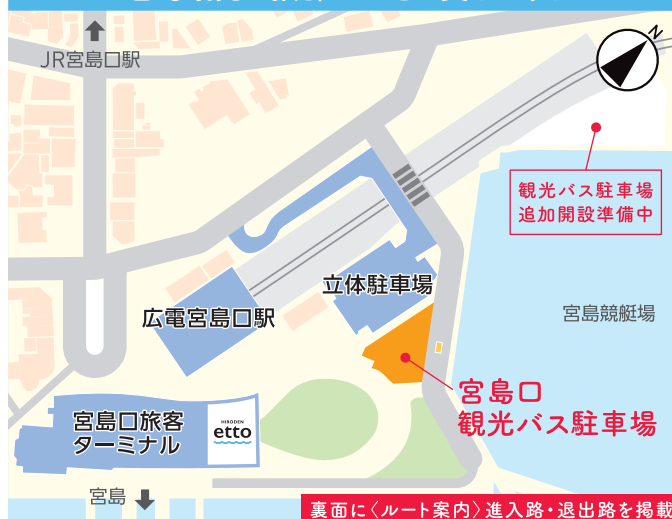 JR宮島口駅
N
観光バス駐車場
追加開設準備中
立体駐車場
広電宮島口駅
宮島競艇場
宮島口
観光バス駐車場
宮島口旅客
ターミナル
HIRODEN
etto
宮島
裏面に〈ルート案内〉進入路・退出路を掲載